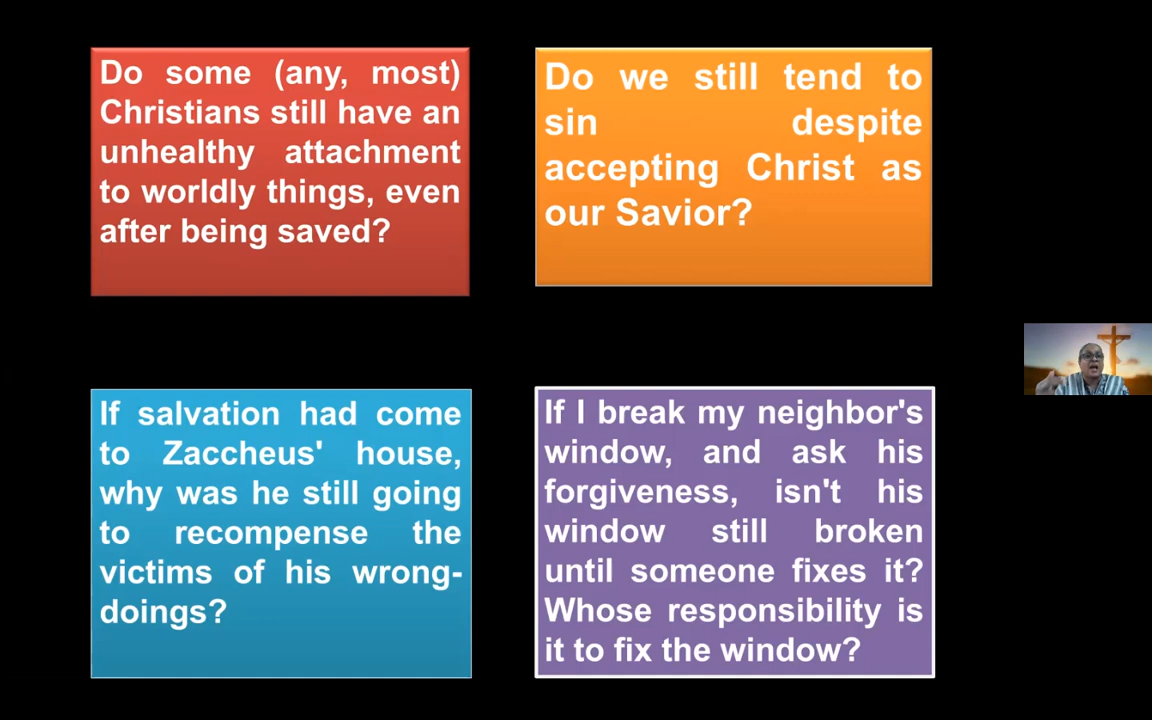 Do some (any, most)
Christians still have an
unhealthy attachment
to worldly things, even
after being saved?
Do we still tend to
sin despite
accepting Christ as
our Savior?
If salvation had come
to Zaccheus' house,
why was he still going
to recompense the
victims of his wrong-
doings?
If I break my neighbor's
window, and ask his
forgiveness, isn't his
window still broken
until someone fixes it?
Whose responsibility is
it to fix the window?